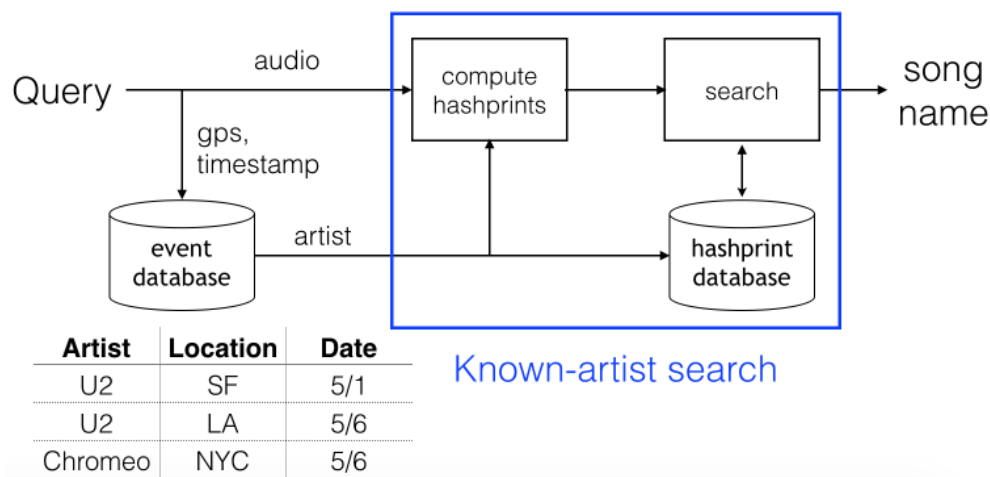 Query
audio
gps,
timestamp
compute
hashprints
search
song
name
event
database
artist
hashprint
database
Known-artist search
Artist Location Date
U2 SF 5/1
U2 LA 5/6
Chromeo NYC 5/6